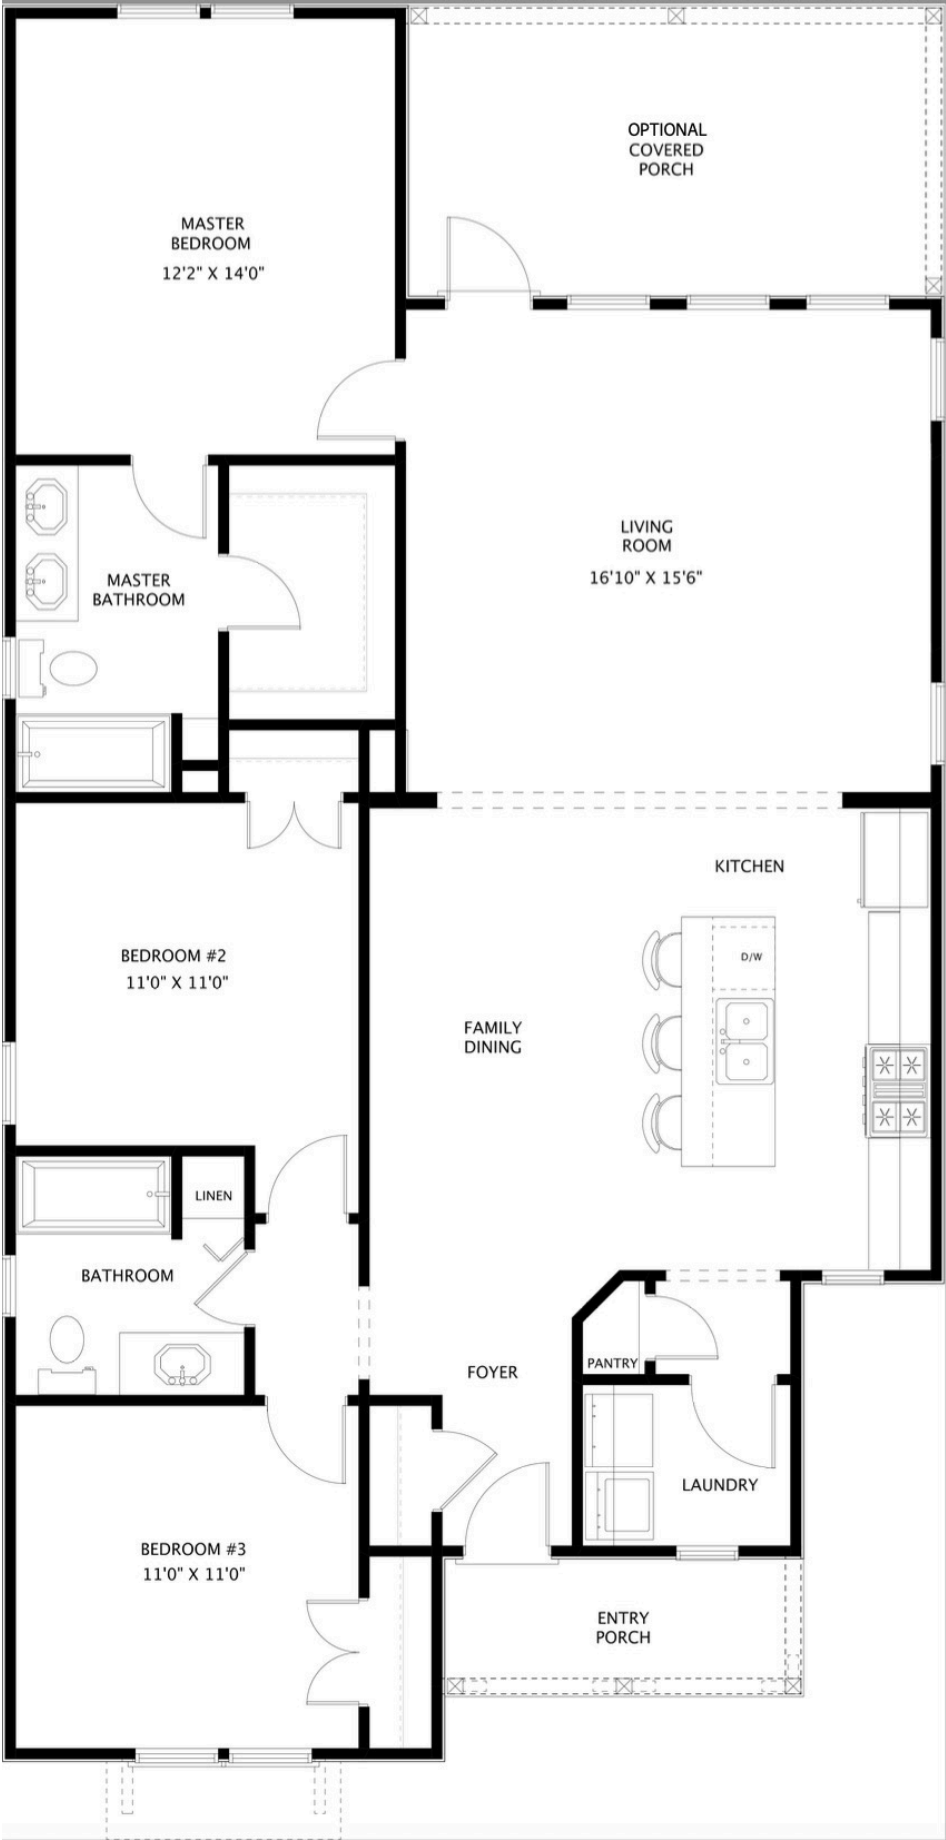 OPTIONAL
COVERED
PORCH
MASTER
BEDROOM
12'2" X 14'0"
LIVING
ROOM
16'10" X 15'6"
MASTER
BATHROOM
KITCHEN
BEDROOM #2
11'0" X 11'0"
D/W
FAMILY
DINING
LINEN
BATHROOM
PANTRY
FOYER
LAUNDRY
BEDROOM #3
11'0" X 11'0"
ENTRY
PORCH